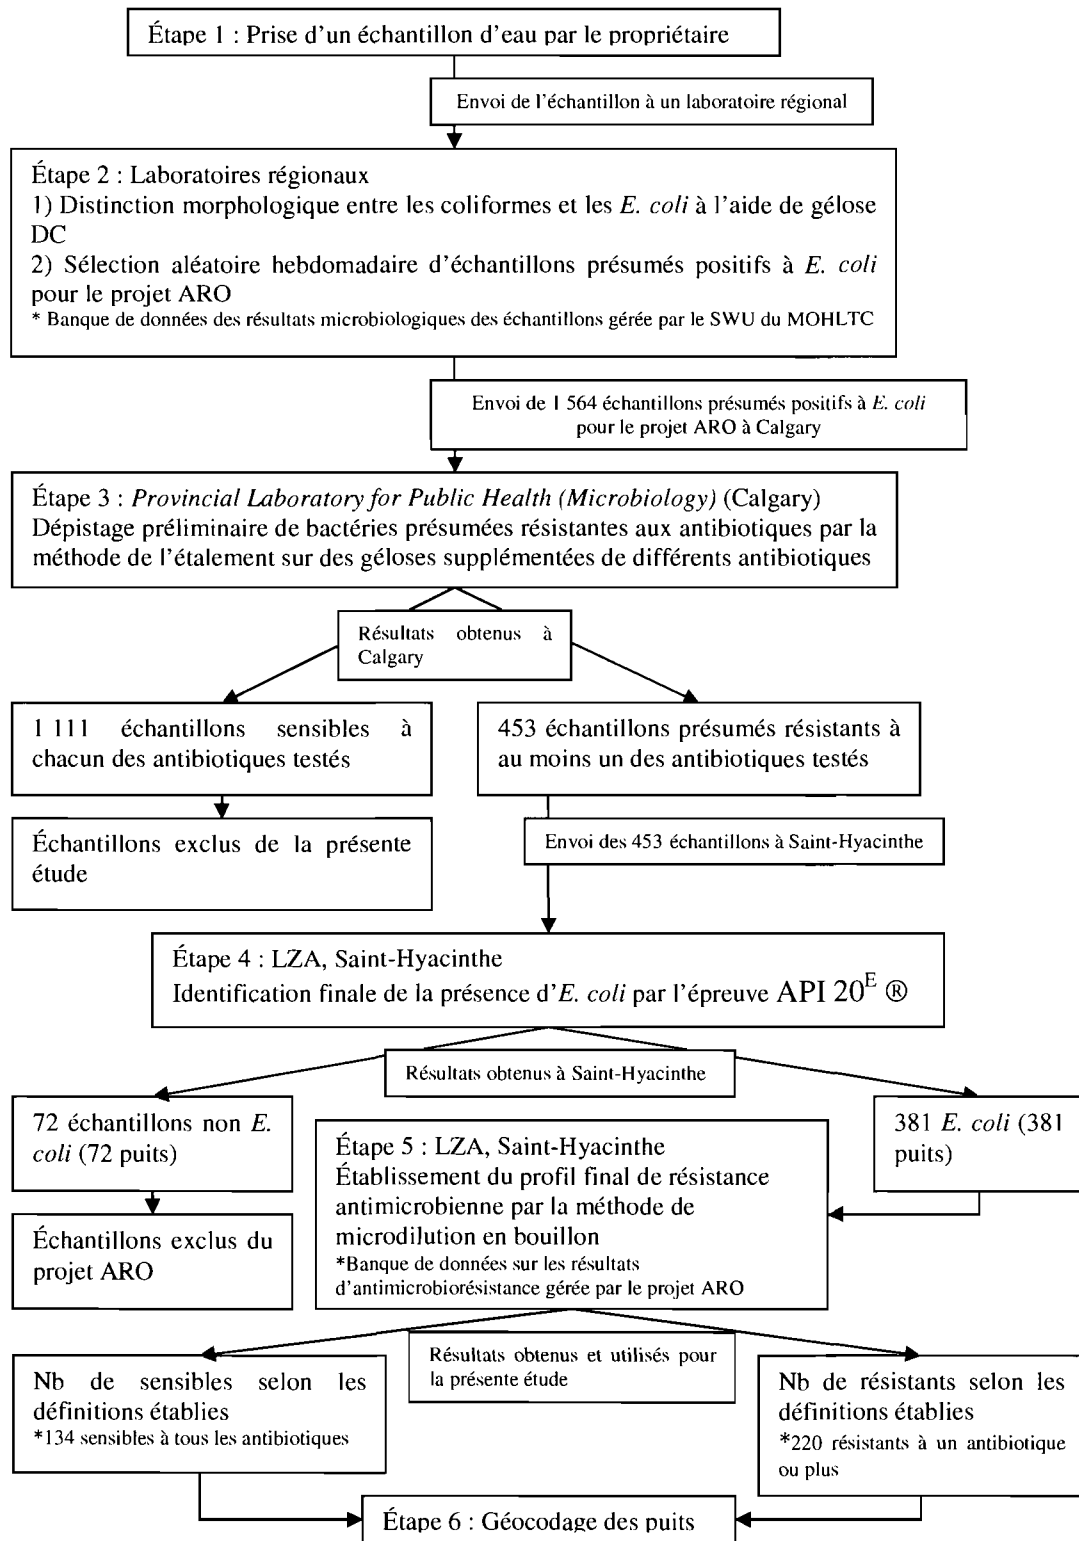 Étape 1 : Prise d'un échantillon d'eau par le propriétaire
Envoi de l'échantillon à un laboratoire régional
Étape 2 : Laboratoires régionaux
1) Distinction morphologique entre les coliformes et les E. coli à l'aide de gélose
DC
2) Sélection aléatoire hebdomadaire d'échantillons présumés positifs à E. coli
pour le projet ARO
* Banque de données des résultats microbiologiques des échantillons gérée par le SWU du MOHLTC
Envoi de 1 564 échantillons présumés positifs à E. coli
pour le projet ARO à Calgary
Étape 3 : Provincial Laboratory for Public Health (Microbiology) (Calgary)
Dépistage préliminaire de bactéries présumées résistantes aux antibiotiques par la
méthode de l'étalement sur des géloses supplémentées de différents antibiotiques
Résultats obtenus à
Calgary
1 111 échantillons sensibles à
chacun des antibiotiques testés
453 échantillons présumés résistants à
au moins un des antibiotiques testés
Échantillons exclus de la présente
étude
Envoi des 453 échantillons à Saint-Hyacinthe
Étape 4 : LZA, Saint-Hyacinthe
Identification finale de la présence d'E. coli par l'épreuve API 20E ®
Résultats obtenus à Saint-Hyacinthe
72 échantillons non E.
coli (72 puits)
381 E. coli (381
puits)
Étape 5 : LZA, Saint-Hyacinthe
Établissement du profil final de résistance
antimicrobienne par la méthode de
microdilution en bouillon
*Banque de données sur les résultats
d'antimicrobiorésistance gérée par le projet ARO
Échantillons exclus du
projet ARO
Résultats obtenus et utilisés pour
la présente étude
Nb de sensibles selon les
définitions établies
*134 sensibles à tous les antibiotiques
Nb de résistants selon les
définitions établies
*220 résistants à un antibiotique
ou plus
Étape 6 : Géocodage des puits